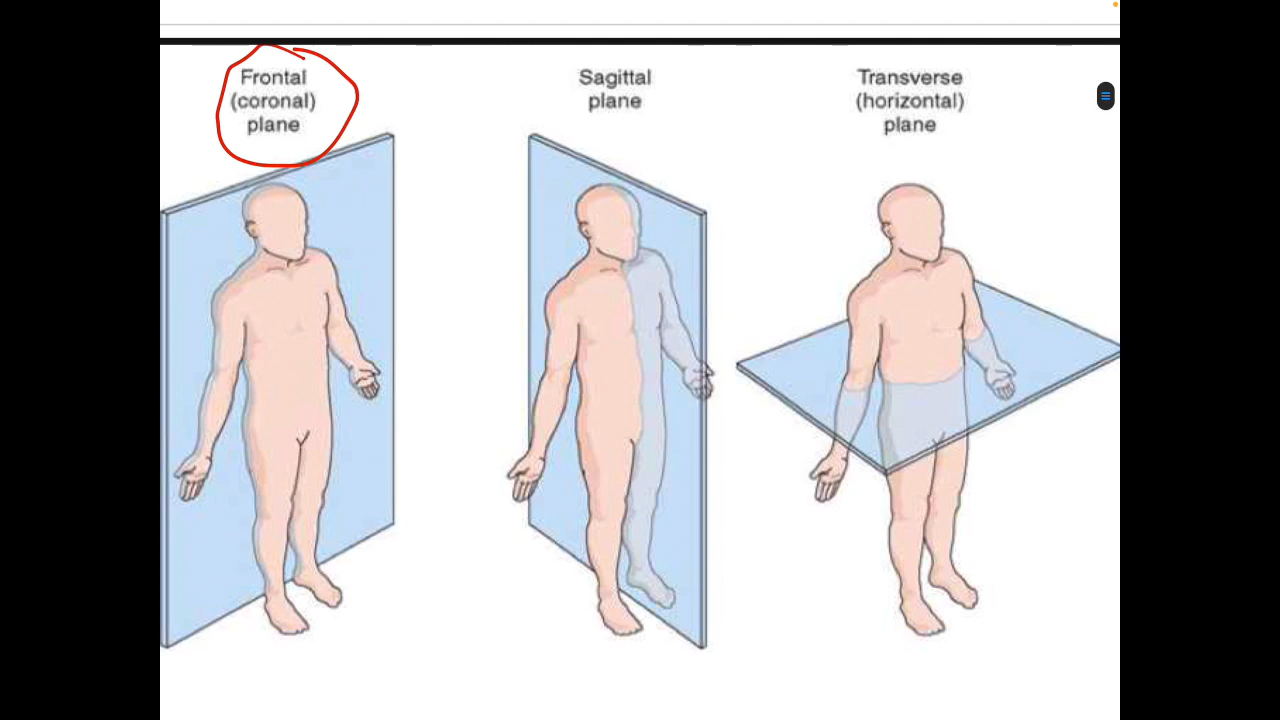 Frontal
(coronal)
plane
Sagittal
plane
Transverse
(horizontal)
plane